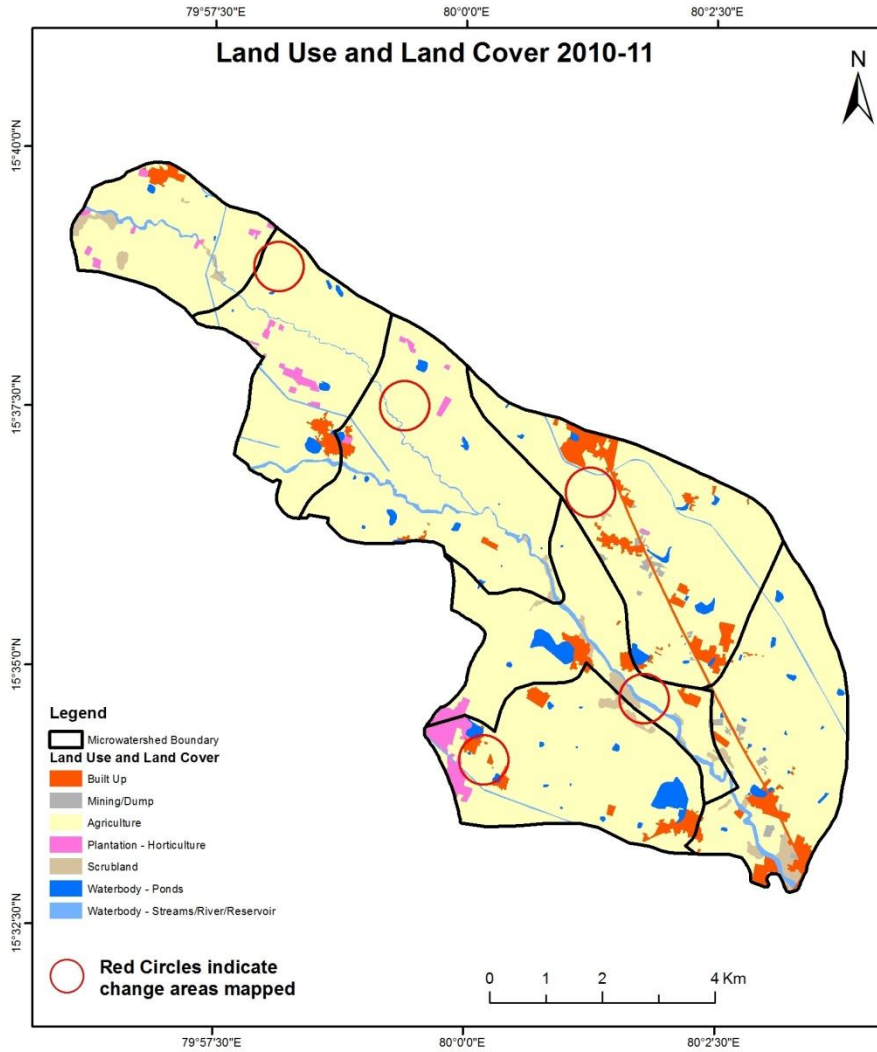 79°57'30"E 80°0'0"E 80°2'30"E
Land Use and Land Cover 2010-11
N
15°40'0"N
15°37'30"N
15°35'0"N
15°32'30"N
Legend
Microwatershed Boundary
Land Use and Land Cover
Built Up
Mining/Dump
Agriculture
Plantation - Horticulture
Scrubland
Waterbody - Ponds
Waterbody - Streams/River/Reservoir
Red Circles indicate
change areas mapped
0 1 2 4 Km
79°57'30"E 80°0'0"E 80°2'30"E